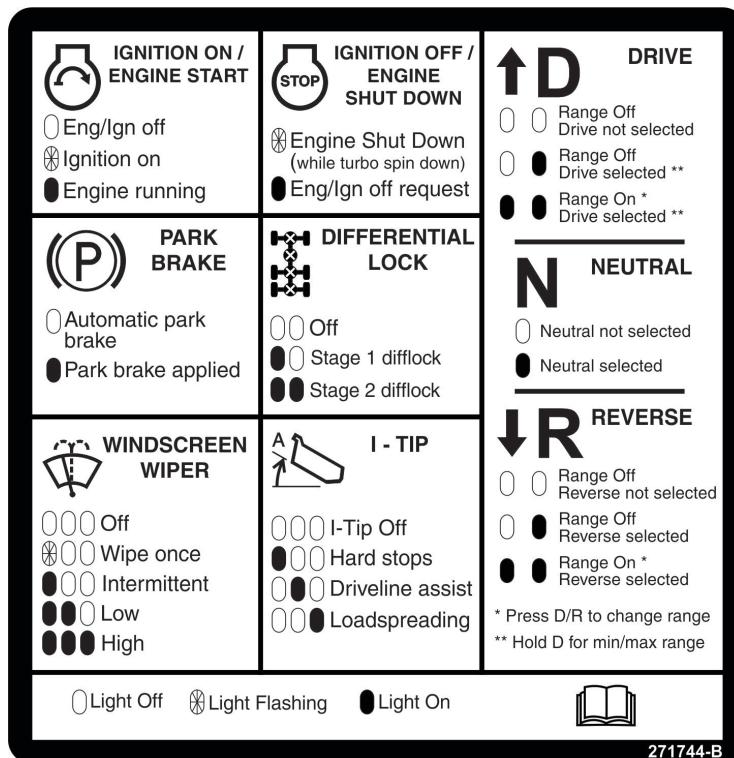 IGNITION ON /
ENGINE START
Eng/Ign off
Ignition on
Engine running
STOP
IGNITION OFF /
ENGINE
SHUT DOWN
Engine Shut Down
(while turbo spin down)
Eng/Ign off request
D
DRIVE
Range Off
Drive not selected
Range Off
Drive selected **
Range On *
Drive selected **
P
PARK
BRAKE
Automatic park
brake
Park brake applied
DIFFERENTIAL
LOCK
Off
Stage 1 difflock
Stage 2 difflock
N
NEUTRAL
Neutral not selected
Neutral selected
WINDSCREEN
WIPER
Off
Wipe once
Intermittent
Low
High
A
I - TIP
I-Tip Off
Hard stops
Driveline assist
Loadspreading
R
REVERSE
Range Off
Reverse not selected
Range Off
Reverse selected
Range On *
Reverse selected
* Press D/R to change range
** Hold D for min/max range
Light Off
Light Flashing
Light On
271744-B